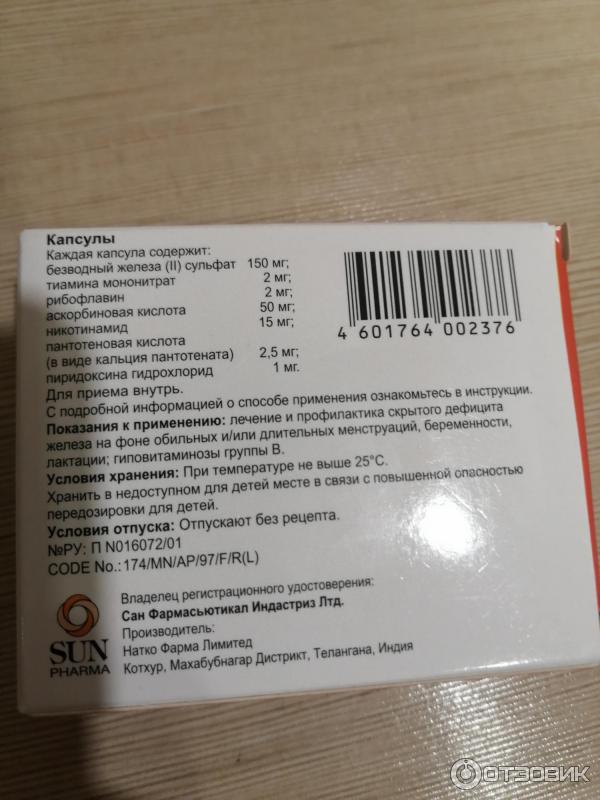 Капсулы
Каждая капсула содержит:
безводный железа (II) сульфат 150 мг;
тиамина мононитрат 2 мг;
рибофлавин 2 мг;
аскорбиновая кислота 50 мг;
никотинамид 15 мг;
пантотеновая кислота
(в виде кальция пантотената) 2,5 мг;
пиридоксина гидрохлорид 1 мг.
Для приема внутрь.
С подробной информацией о способе применения ознакомьтесь в инструкции.
Показания к применению: лечение и профилактика скрытого дефицита
железа на фоне обильных и/или длительных менструаций, беременности,
лактации; гиповитаминозы группы В.
Условия хранения: При температуре не выше 25°С.
Хранить в недоступном для детей месте в связи с повышенной опасностью
передозировки для детей.
Условия отпуска: Отпускают без рецепта.
№РУ: П N016072/01
CODE No.:174/MN/AP/97/F/R(L)
4 601764 002376
SUN
PHARMA
Владелец регистрационного удостоверения:
Сан Фармасьютикал Индастриз Лтд.
Производитель:
Натко Фарма Лимитед
Котхур, Махабубнагар Дистрикт, Телангана, Индия
ОТЗОВИК